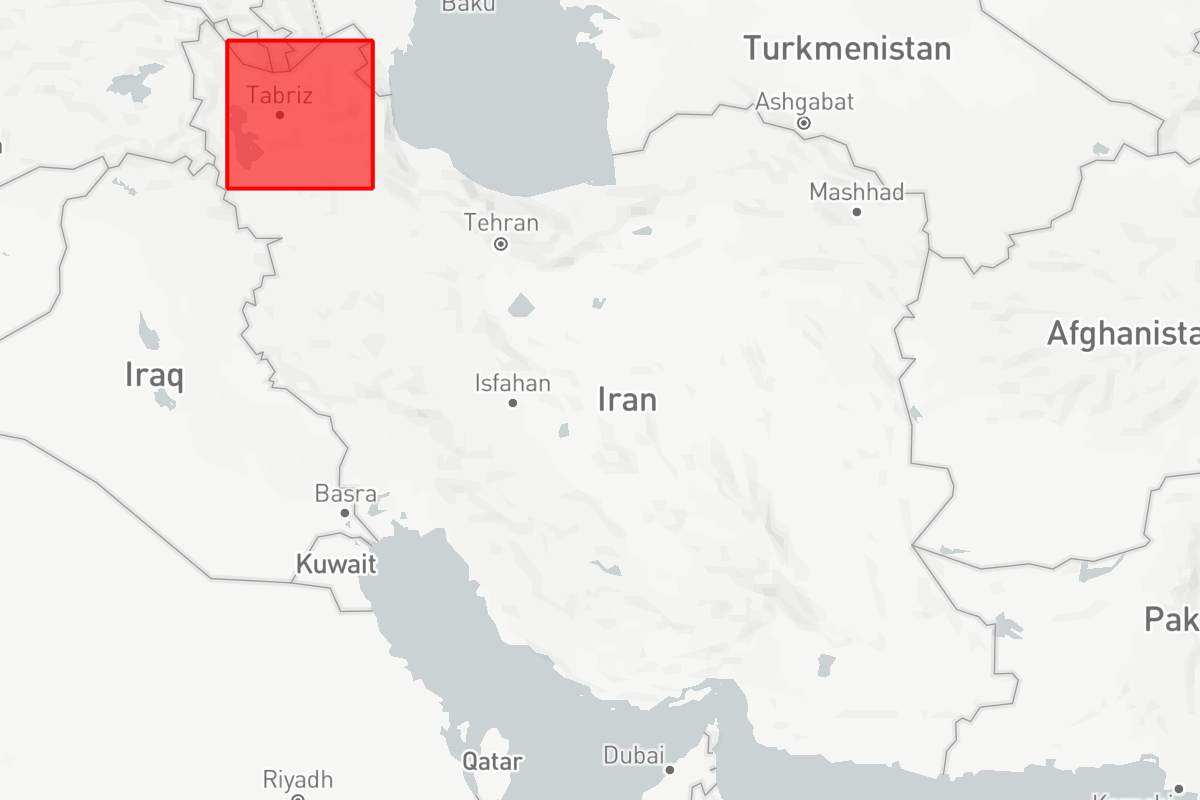 Baku
Turkmenistan
Tabriz
Ashgabat
Mashhad
Tehran
Afghanista
Iraq
Isfahan
Iran
Basra
Kuwait
Pak
Qatar
Dubai
Riyadh